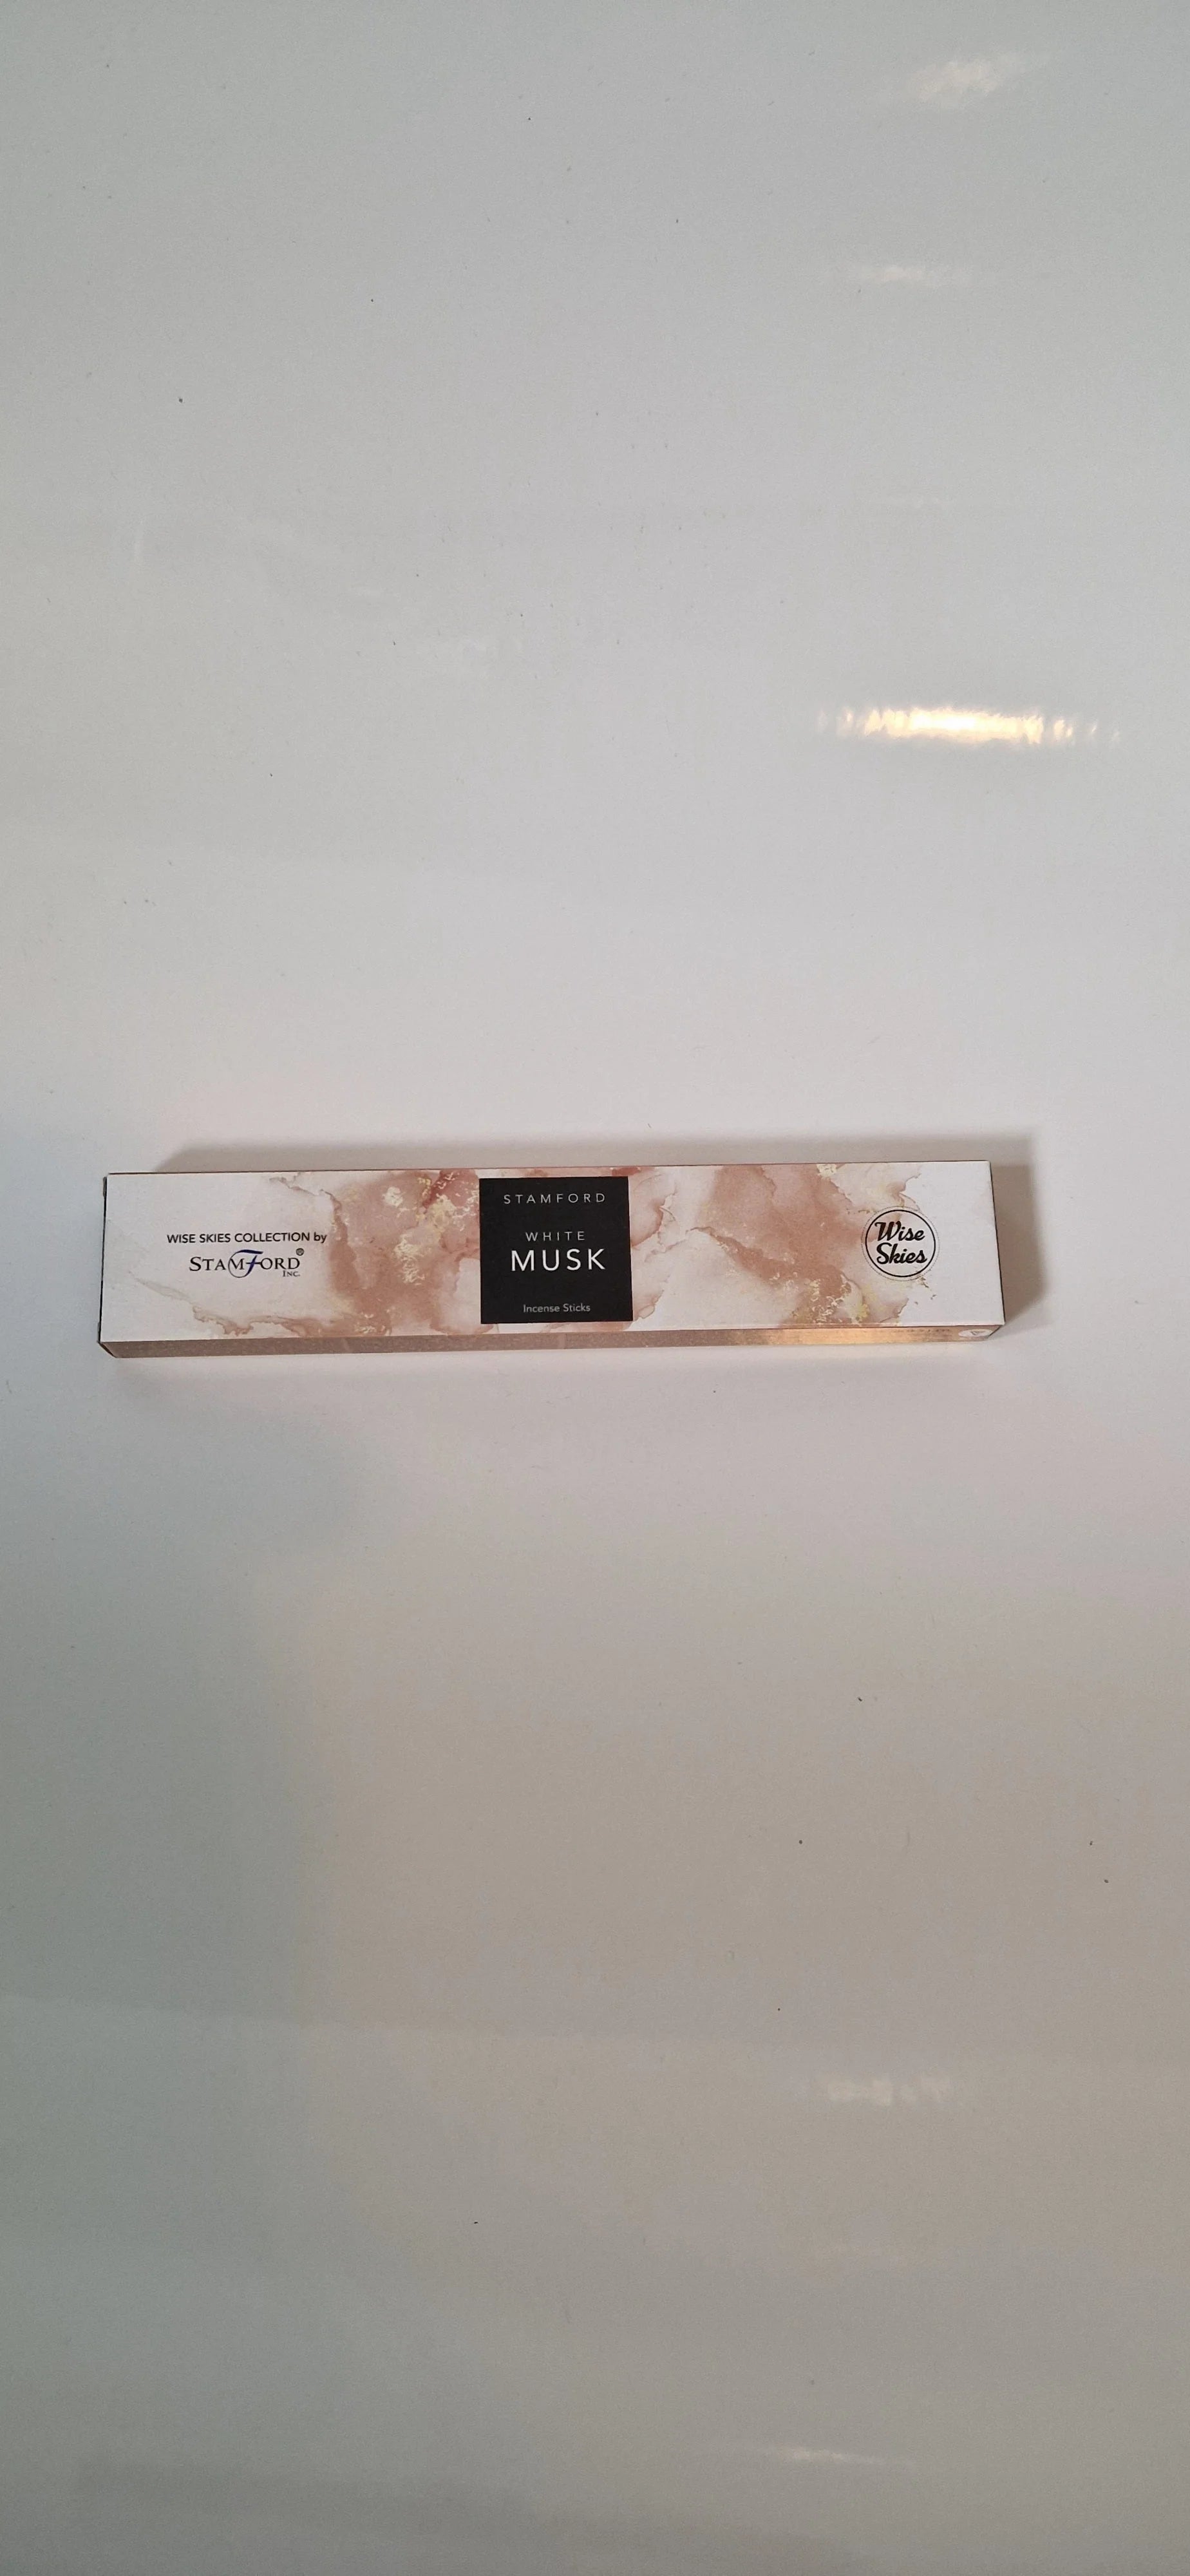 WISE SKIES COLLECTION by
STAMFORD®
INC.
STAMFORD
WHITE
MUSK
Incense Sticks
Wise
Skies